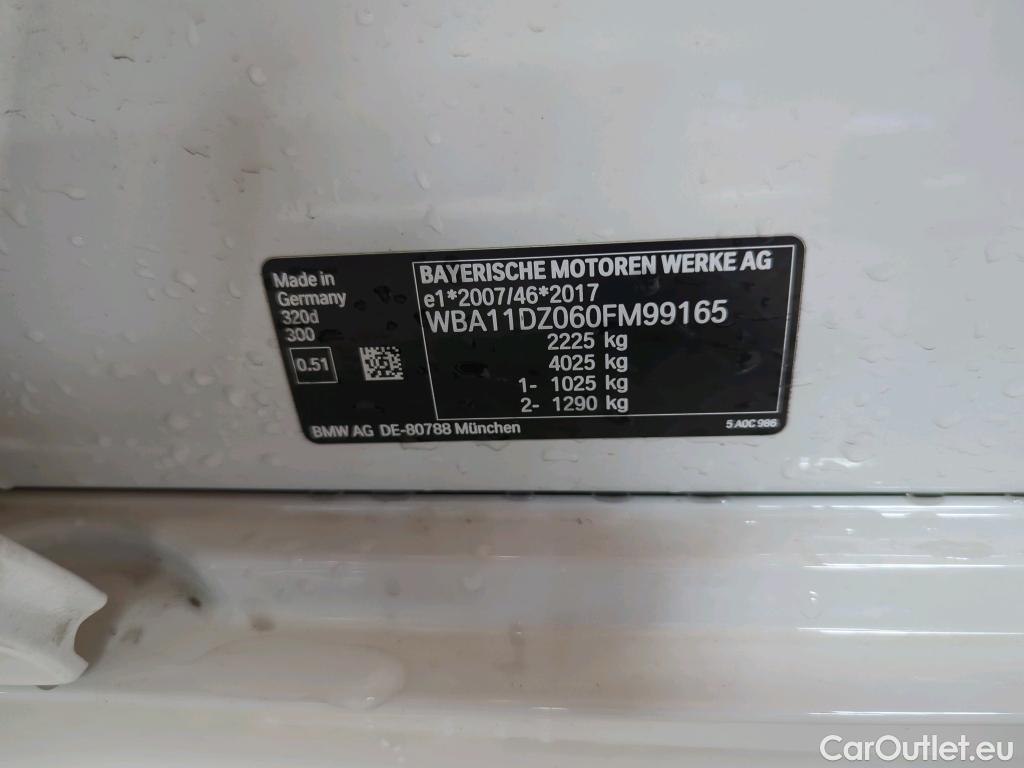 Made in
Germany
320d
300
0.51
BAYERISCHE MOTOREN WERKE AG
e1*2007/46*2017
WBA11DZ060FM99165
2225 kg
4025 kg
1- 1025 kg
2- 1290 kg
BMW AG DE-80788 München
5 A0C 986
CarOutlet.eu